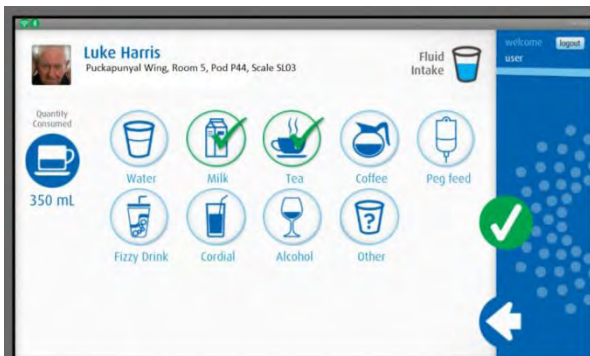 Luke Harris
Puckapunyal Wing, Room 5, Pod P44, Scale SL03
Fluid
Intake
welcome
logout
user
Quantity
Consumed
350 mL
Water
Milk
Tea
Coffee
Peg feed
Fizzy Drink
Cordial
Alcohol
Other
?